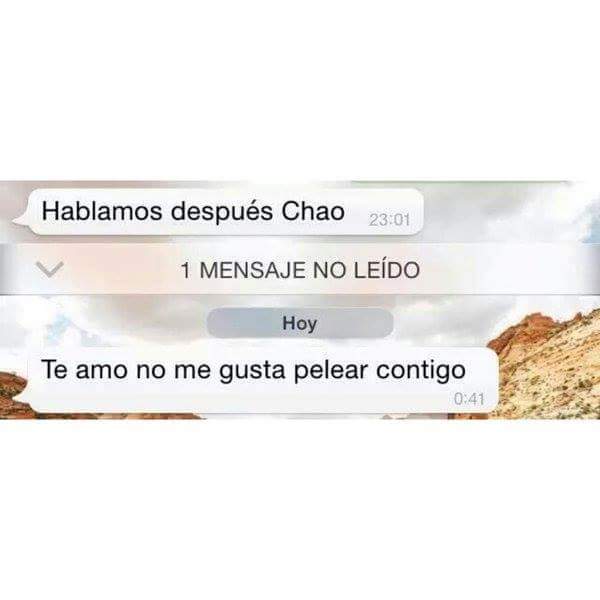 Hablamos después Chao 23:01
1 MENSAJE NO LEÍDO
Hoy
Te amo no me gusta pelear contigo
0:41